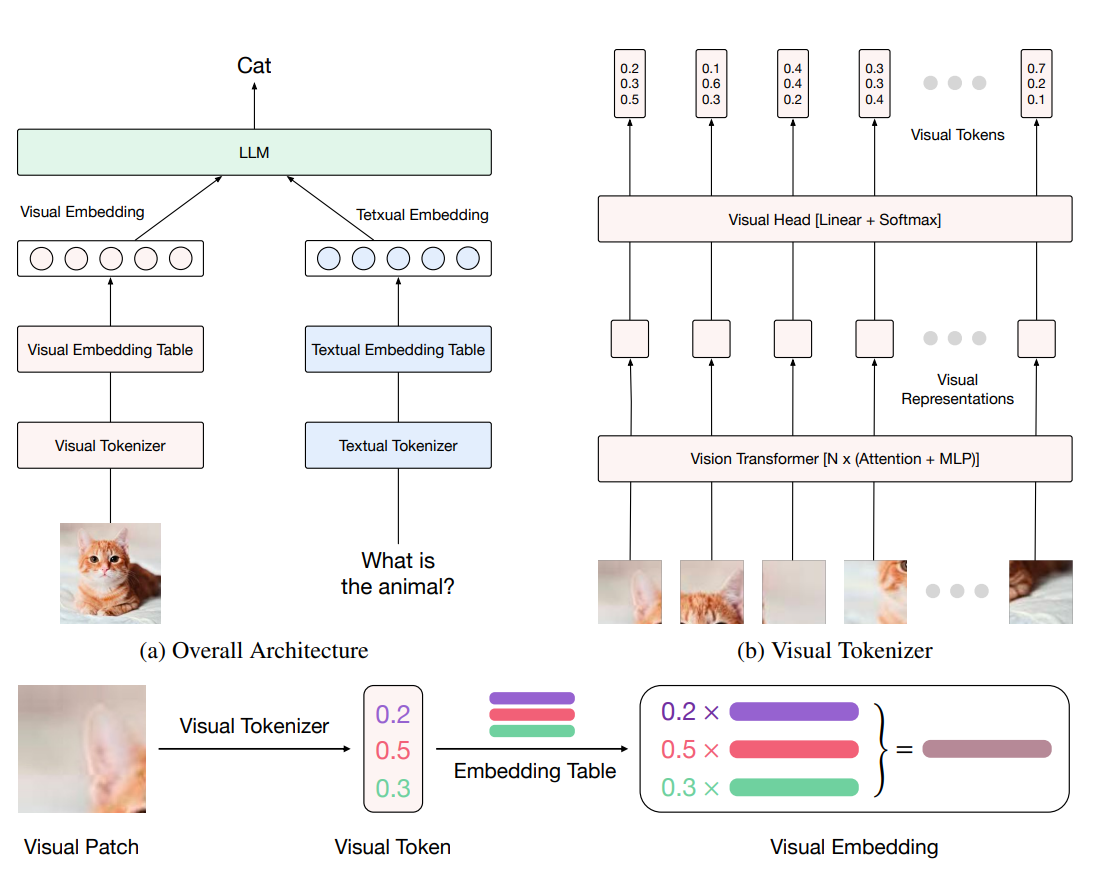 Cat
LLM
Visual Embedding
Tetxual Embedding
Visual Embedding Table
Textual Embedding Table
Visual Tokenizer
Textual Tokenizer
What is
the animal?
(a) Overall Architecture
0.2
0.3
0.5
0.1
0.6
0.3
0.4
0.4
0.2
0.3
0.3
0.4
0.7
0.2
0.1
Visual Tokens
Visual Head [Linear + Softmax]
Visual
Representations
Vision Transformer [N x (Attention + MLP)]
(b) Visual Tokenizer
Visual Patch
Visual Tokenizer
0.2
0.5
0.3
Visual Token
Embedding Table
0.2 ×
0.5 ×
0.3 ×
=
Visual Embedding